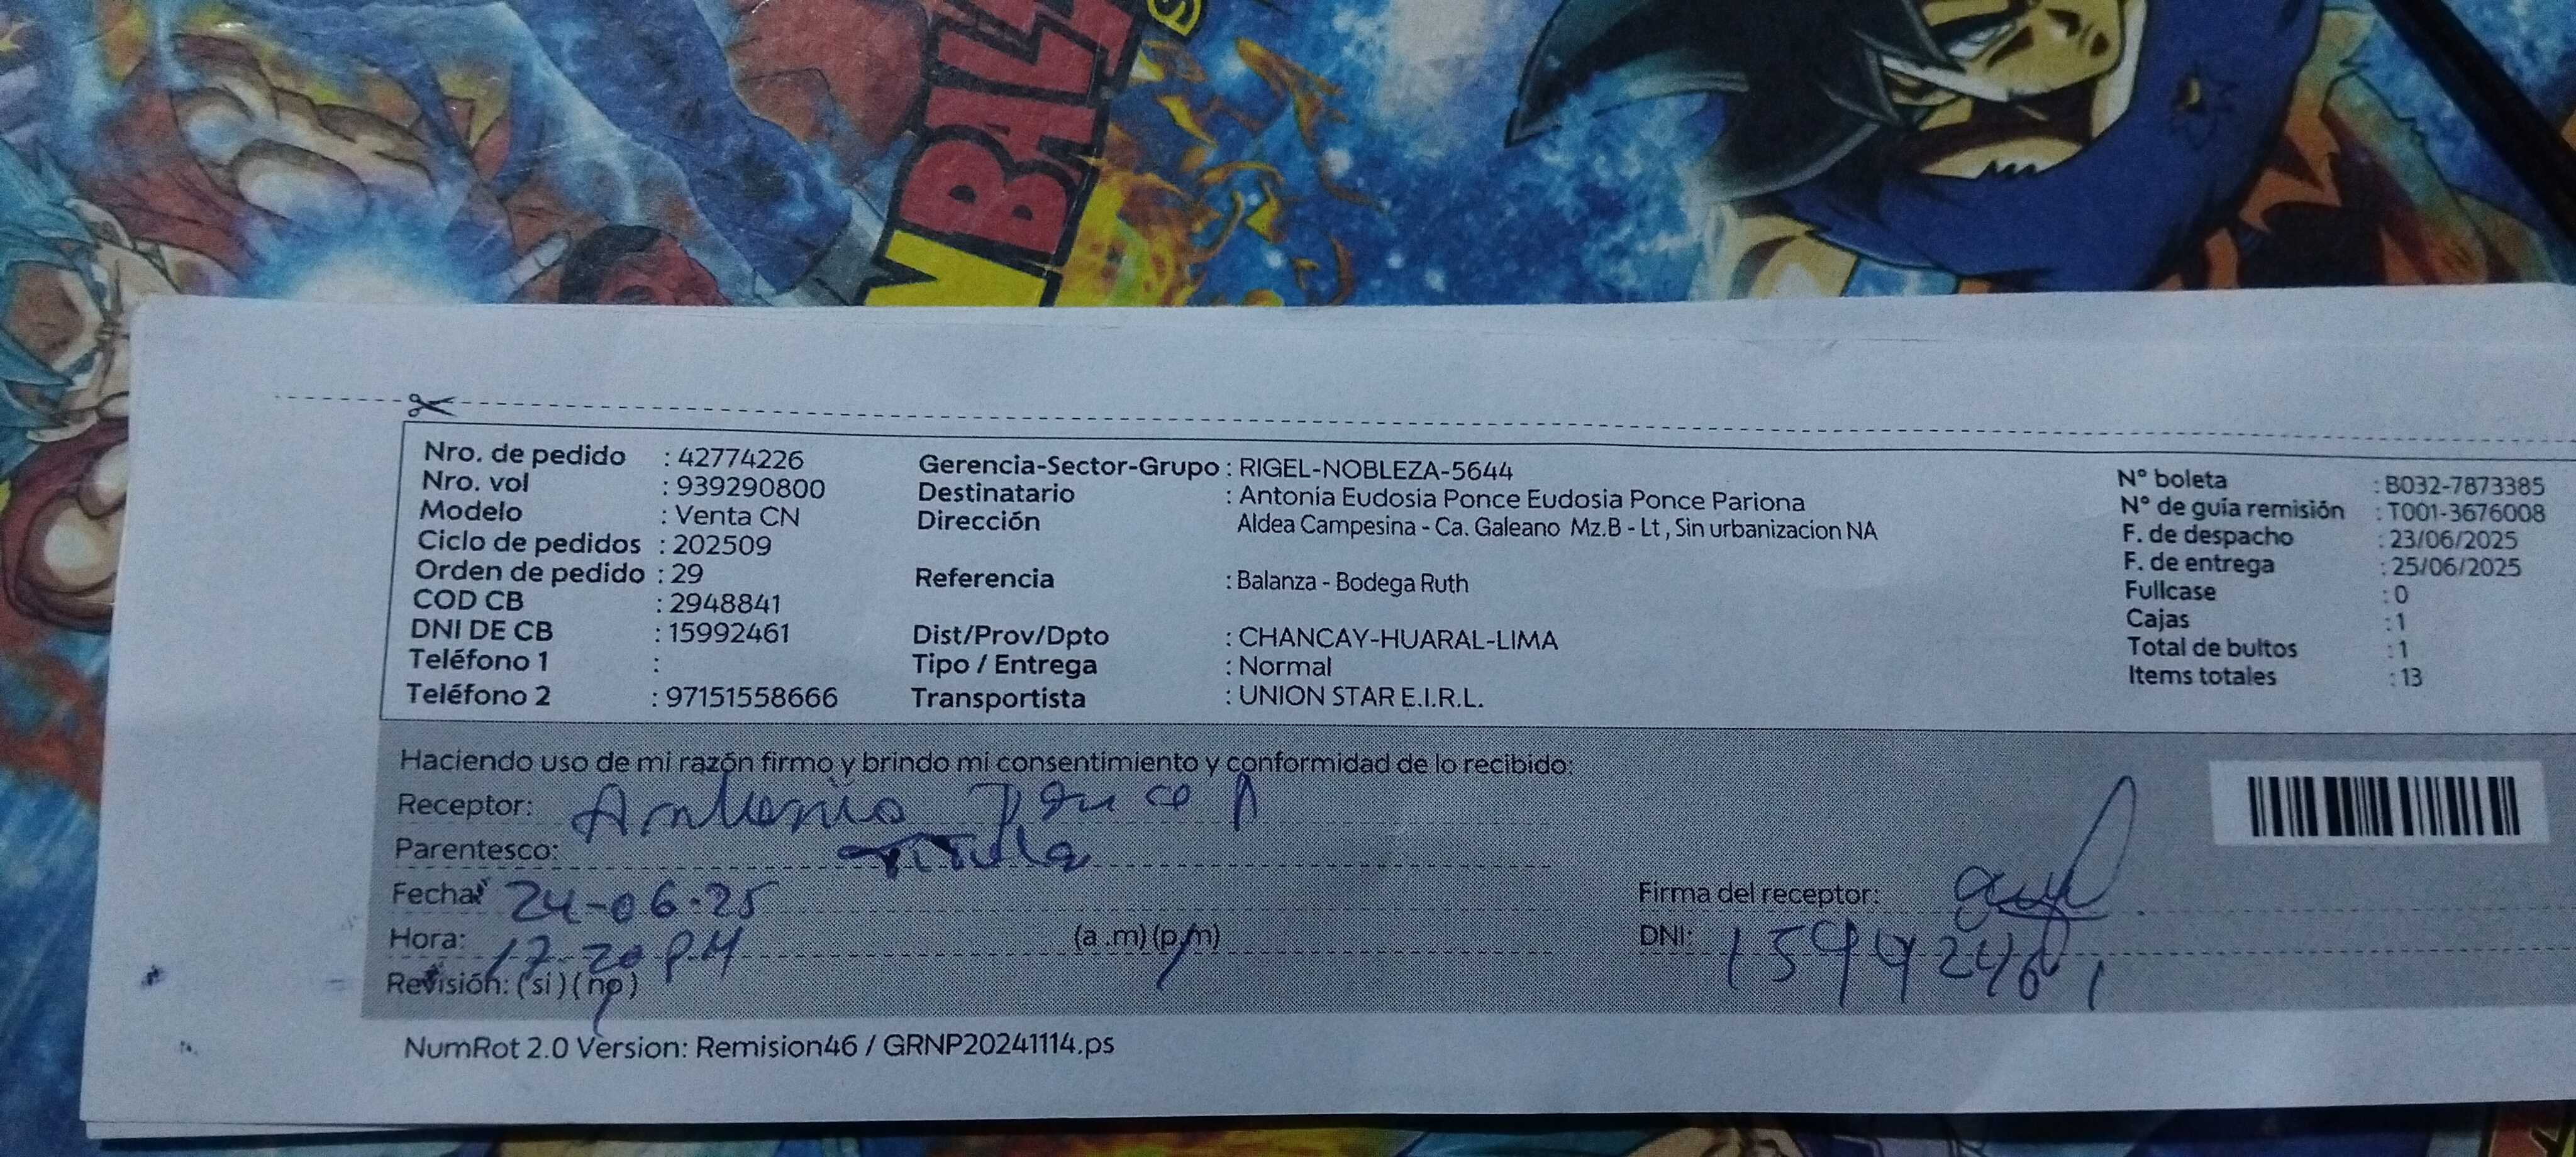 BALL
Nro. de pedido : 42774226
Nro. vol : 939290800
Modelo : Venta CN
Ciclo de pedidos : 202509
Orden de pedido : 29
COD CB : 2948841
DNI DE CB : 15992461
Teléfono 1 :
Teléfono 2 : 97151558666
Gerencia-Sector-Grupo : RIGEL-NOBLEZA-5644
Destinatario : Antonia Eudosia Ponce Eudosia Ponce Pariona
Dirección Aldea Campesina - Ca. Galeano Mz.B - Lt , Sin urbanizacion NA
Referencia : Balanza - Bodega Ruth
Dist/Prov/Dpto : CHANCAY-HUARAL-LIMA
Tipo / Entrega : Normal
Transportista : UNION STAR E.I.R.L.
N° boleta : B032-7873385
N° de guía remisión : T001-3676008
F. de despacho : 23/06/2025
F. de entrega : 25/06/2025
Fullcase : 0
Cajas : 1
Total de bultos : 1
Items totales : 13
Haciendo uso de mi razón firmo y brindo mi consentimiento y conformidad de lo recibido:
Receptor: Antonia Ponce P
Parentesco: Titula
Fecha: 24-06-25
Hora: 17-20 PM (a .m) (p/m)
Revisión: (si) (no)
Firma del receptor:
DNI:
NumRot 2.0 Version: Remision46 / GRNP20241114.ps